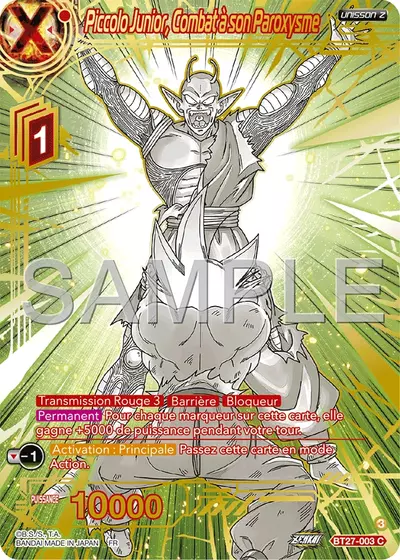 X
Piccolo Junior, Combat à son Paroxysme
UNISSON Z
1
SAMPLE
Transmission Rouge 3 Barrière Bloqueur
Permanent Pour chaque marqueur sur cette carte, elle
gagne +5000 de puissance pendant votre tour.
-1 Activation : Principale Passez cette carte en mode
Action.
PUISSANCE
10000
3
©B.S./S., T.A.
BANDAI MADE IN JAPAN FR
BT27-003 C